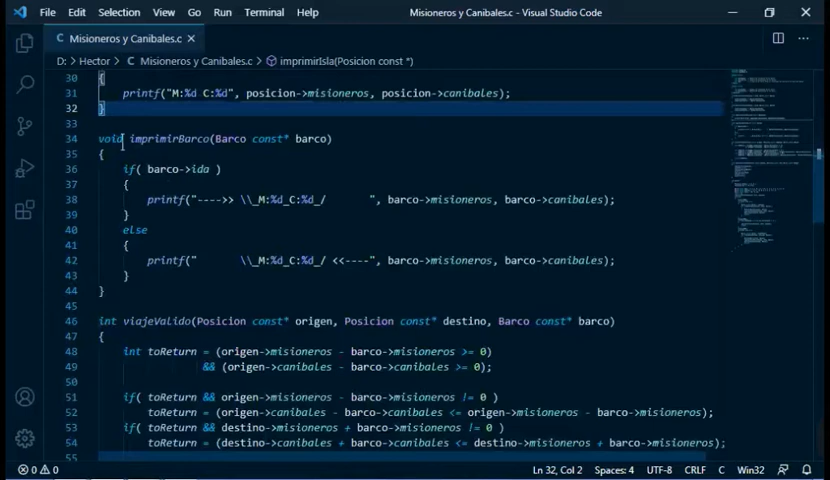 File Edit Selection View Go Run Terminal Help Misioneros y Canibales.c - Visual Studio Code
Misioneros y Canibales.c
D: > Hector > Misioneros y Canibales.c > imprimirIsla(Posicion const *)
30 {
31 printf("M:%d C:%d", posicion->misioneros, posicion->canibales);
32 }
33
34 void imprimirBarco(Barco const* barco)
35 {
36 if( barco->ida )
37 {
38 printf("---->> \\_M:%d_C:%d_/       ", barco->misioneros, barco->canibales);
39 }
40 else
41 {
42 printf("       \\_M:%d_C:%d_/ <<----", barco->misioneros, barco->canibales);
43 }
44 }
45
46 int viajeValido(Posicion const* origen, Posicion const* destino, Barco const* barco)
47 {
48 int toReturn = (origen->misioneros - barco->misioneros >= 0)
49 && (origen->canibales - barco->canibales >= 0);
50
51 if( toReturn && origen->misioneros - barco->misioneros != 0 )
52 toReturn = (origen->canibales - barco->canibales <= origen->misioneros - barco->misioneros);
53 if( toReturn && destino->misioneros + barco->misioneros != 0 )
54 toReturn = (destino->canibales + barco->canibales <= destino->misioneros + barco->misioneros);
55
0 0 Ln 32, Col 2 Spaces: 4 UTF-8 CRLF C Win32